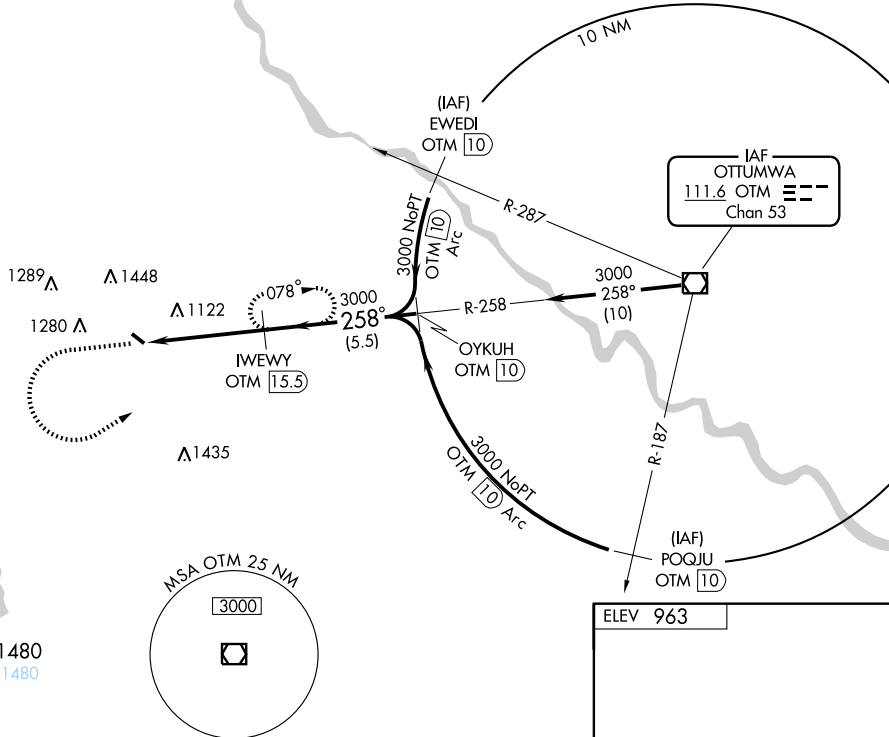 10 NM
(IAF)
EWEDI
OTM 10
IAF
OTTUMWA
111.6 OTM
Chan 53
R-287
3000 NoPT
OTM 10
Arc
1289
1448
078°
3000
258°
(5.5)
R-258
3000
258°
(10)
1122
1280
IWEWY
OTM 15.5
OYKUH
OTM 10
R-187
1435
3000 NoPT
OTM 10 Arc
(IAF)
POQJU
OTM 10
MSA OTM 25 NM
3000
ELEV 963
1480
1480